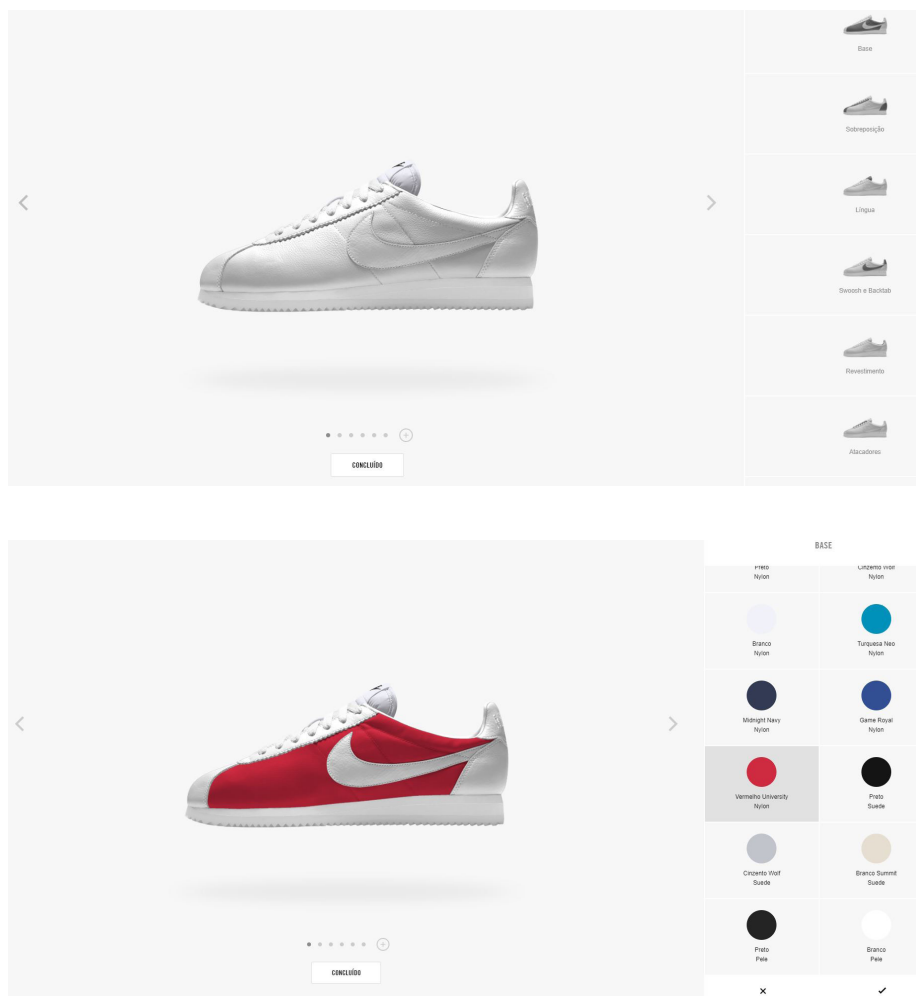 Base
Sobreposição
Língua
Swoosh e Backtab
Revestimento
Atacadores
CONCLUÍDO
BASE
Preto
Nylon
Cinzento Wolf
Nylon
Branco
Nylon
Turquesa Neo
Nylon
Midnight Navy
Nylon
Game Royal
Nylon
Vermelho University
Nylon
Preto
Suede
Cinzento Wolf
Suede
Branco Summit
Suede
Preto
Pele
Branco
Pele
CONCLUÍDO